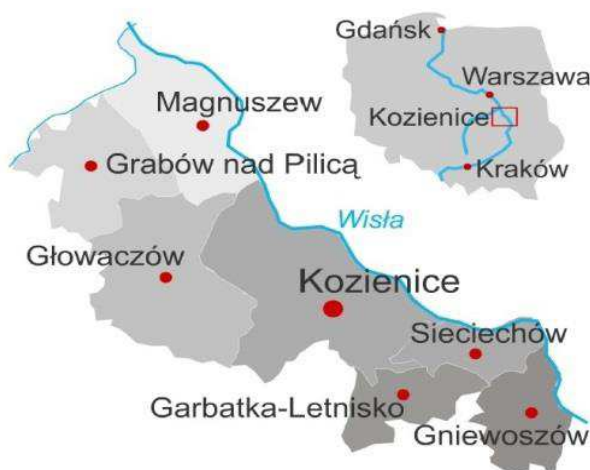 Gdańsk
Warszawa
Kozienice
Kraków
Magnuszew
Grabów nad Pilicą
Wisła
Głowaczów
Kozienice
Sieciechów
Garbatka-Letnisko
Gniewoszów